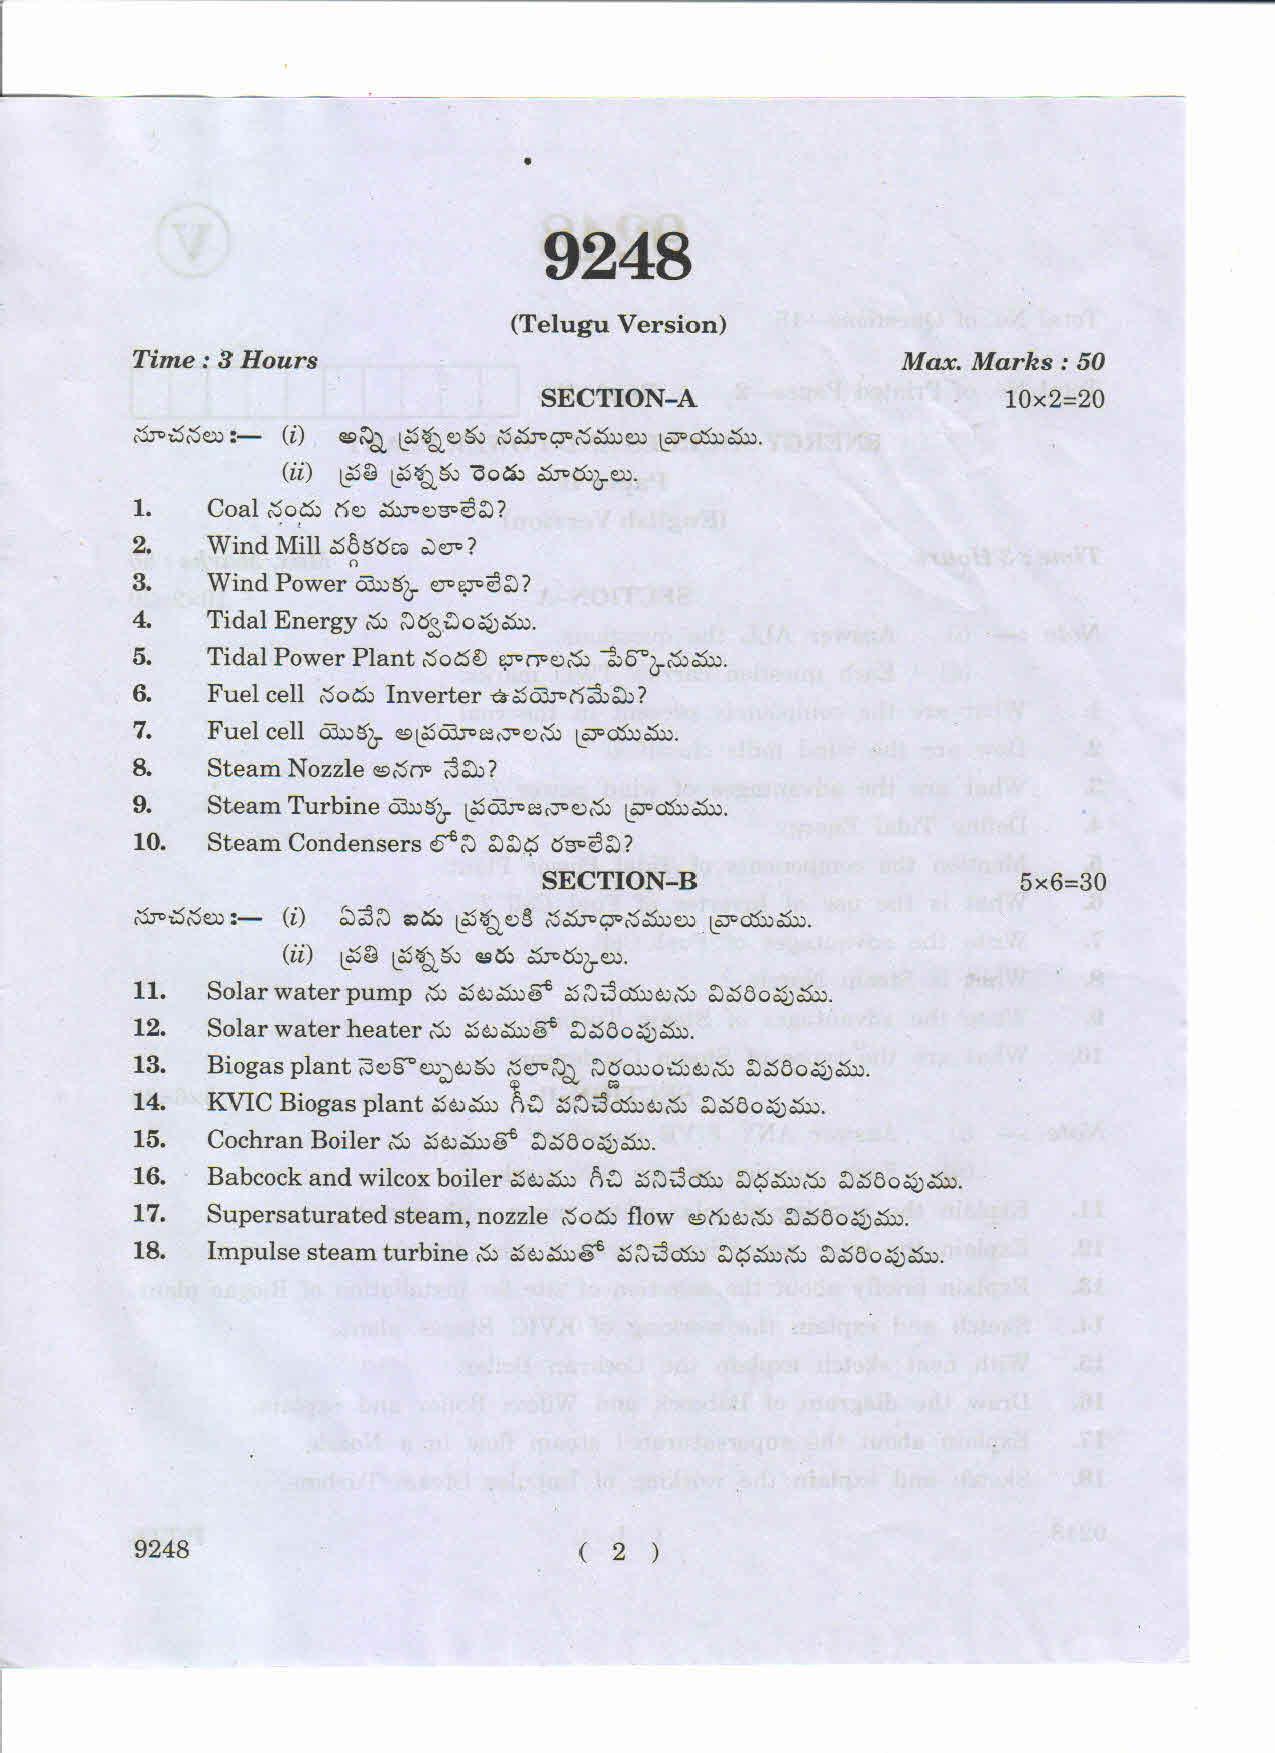 9248
(Telugu Version)
Time : 3 Hours Max. Marks : 50
SECTION–A 10×2=20
సూచనలు :— (i) అన్ని ప్రశ్నలకు సమాధానములు వ్రాయుము.
(ii) ప్రతి ప్రశ్నకు రెండు మార్కులు.
1. Coal నందు గల మూలకాలేవి?
2. Wind Mill వర్గీకరణ ఎలా?
3. Wind Power యొక్క లాభాలేవి?
4. Tidal Energy ను నిర్వచింపుము.
5. Tidal Power Plant నందలి భాగాలను పేర్కొనుము.
6. Fuel cell నందు Inverter ఉపయోగమేమి?
7. Fuel cell యొక్క అప్రయోజనాలను వ్రాయుము.
8. Steam Nozzle అనగా నేమి?
9. Steam Turbine యొక్క ప్రయోజనాలను వ్రాయుము.
10. Steam Condensers లోని వివిధ రకాలేవి?
SECTION–B 5×6=30
సూచనలు :— (i) ఏవేని ఐదు ప్రశ్నలకి సమాధానములు వ్రాయుము.
(ii) ప్రతి ప్రశ్నకు ఆరు మార్కులు.
11. Solar water pump ను పటముతో పనిచేయుటను వివరింపుము.
12. Solar water heater ను పటముతో వివరింపుము.
13. Biogas plant నెలకొల్పుటకు స్థలాన్ని నిర్ణయించుటను వివరింపుము.
14. KVIC Biogas plant పటము గీచి పనిచేయుటను వివరింపుము.
15. Cochran Boiler ను పటముతో వివరింపుము.
16. Babcock and wilcox boiler పటము గీచి పనిచేయు విధమును వివరింపుము.
17. Supersaturated steam, nozzle నందు flow అగుటను వివరింపుము.
18. Impulse steam turbine ను పటముతో పనిచేయు విధమును వివరింపుము.
9248 ( 2 )